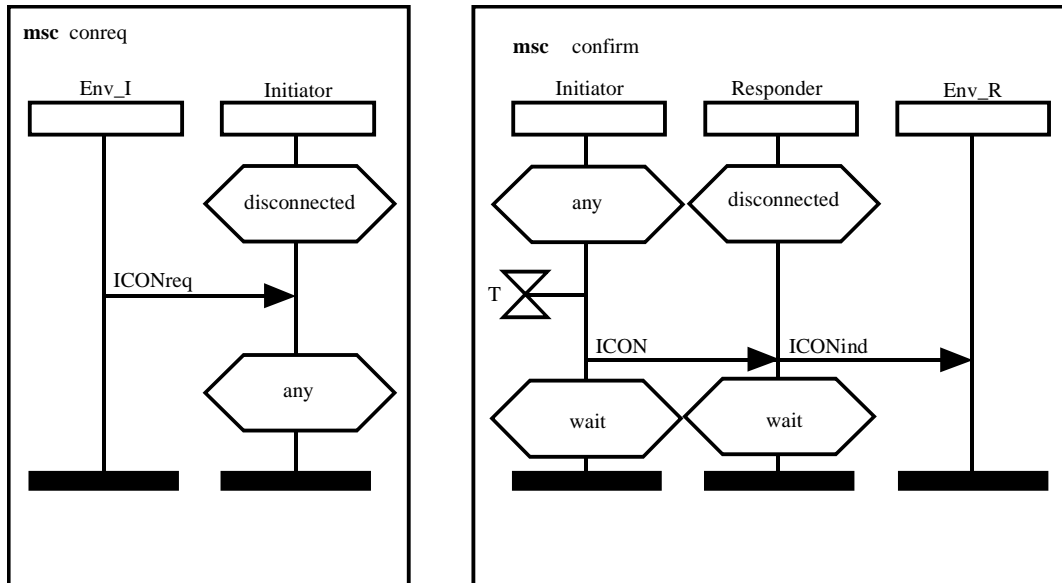 msc conreq
Env_I Initiator
disconnected
ICONreq
any
msc confirm
Initiator Responder Env_R
any disconnected
T
ICON ICONind
wait wait